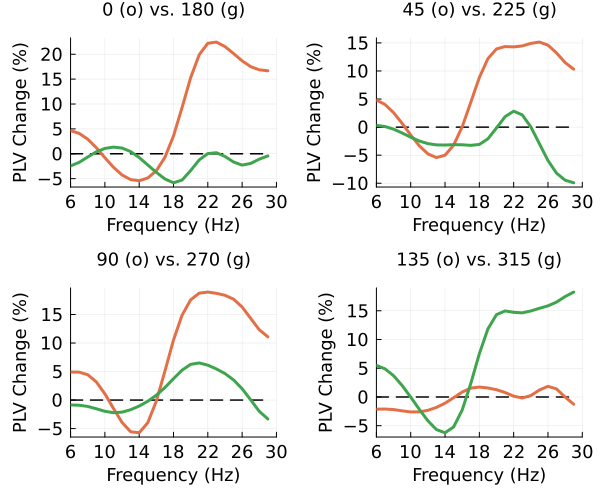 0 (o) vs. 180 (g)
PLV Change (%)
20
15
10
5
0
−5
6 10 14 18 22 26 30
Frequency (Hz)
45 (o) vs. 225 (g)
PLV Change (%)
15
10
5
0
−5
−10
6 10 14 18 22 26 30
Frequency (Hz)
90 (o) vs. 270 (g)
PLV Change (%)
15
10
5
0
−5
6 10 14 18 22 26 30
Frequency (Hz)
135 (o) vs. 315 (g)
PLV Change (%)
15
10
5
0
−5
6 10 14 18 22 26 30
Frequency (Hz)